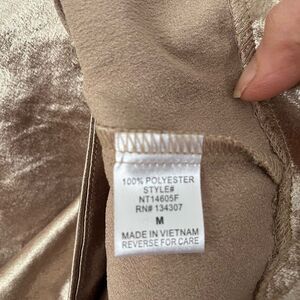 100% POLYESTER
STYLE#
NT14605F
RN# 134307
M
MADE IN VIETNAM
REVERSE FOR CARE